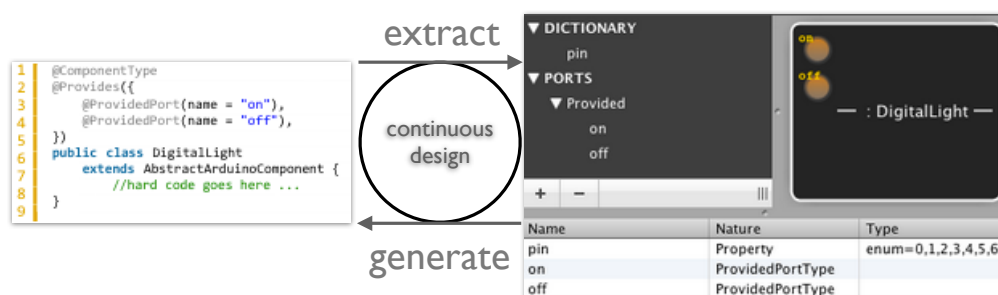 extract
1 @ComponentType
2 @Provides({
3 @ProvidedPort(name = "on"),
4 @ProvidedPort(name = "off"),
5 })
6 public class DigitalLight
7 extends AbstractArduinoComponent {
8 //hard code goes here ...
9 }
continuous
design
generate
▼ DICTIONARY
pin
▼ PORTS
▼ Provided
on
off
+ −
on
off
— : DigitalLight —
Name Nature Type
pin Property enum=0,1,2,3,4,5,6
on ProvidedPortType
off ProvidedPortType